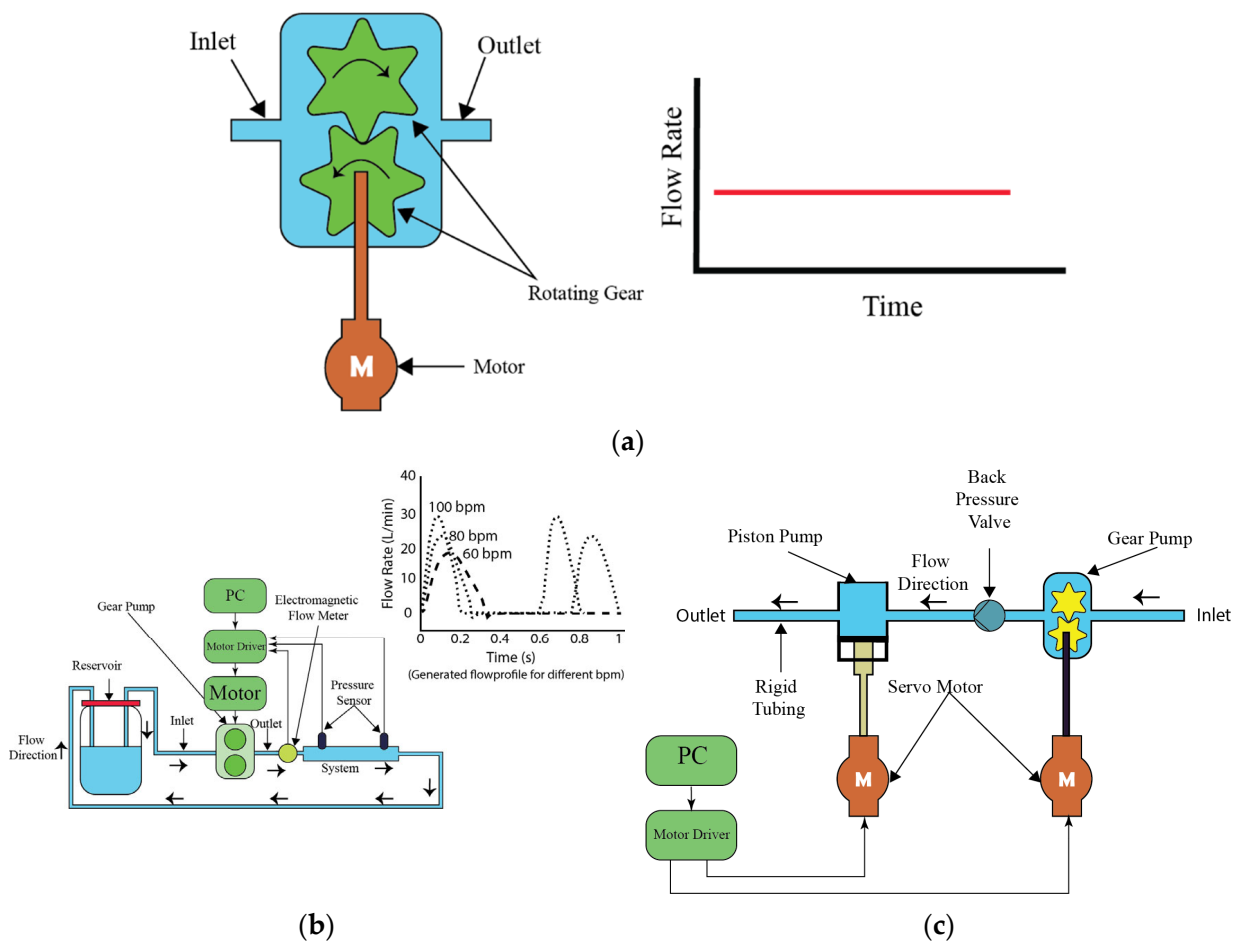 Inlet
Outlet
Rotating Gear
M
Motor
Flow Rate
Time
(a)
Flow Rate (L/min)
40
30
20
10
0
100 bpm
80 bpm
60 bpm
0
0.2
0.4
0.6
0.8
1
Time (s)
(Generated flowprofile for different bpm)
PC
Gear Pump
Electromagnetic
Flow Meter
Motor Driver
Reservoir
Motor
Pressure
Sensor
Inlet
Outlet
Flow
Direction
System
(b)
Back
Pressure
Valve
Piston Pump
Gear Pump
Flow
Direction
Outlet
Inlet
Rigid
Tubing
Servo Motor
PC
M
M
Motor Driver
(c)